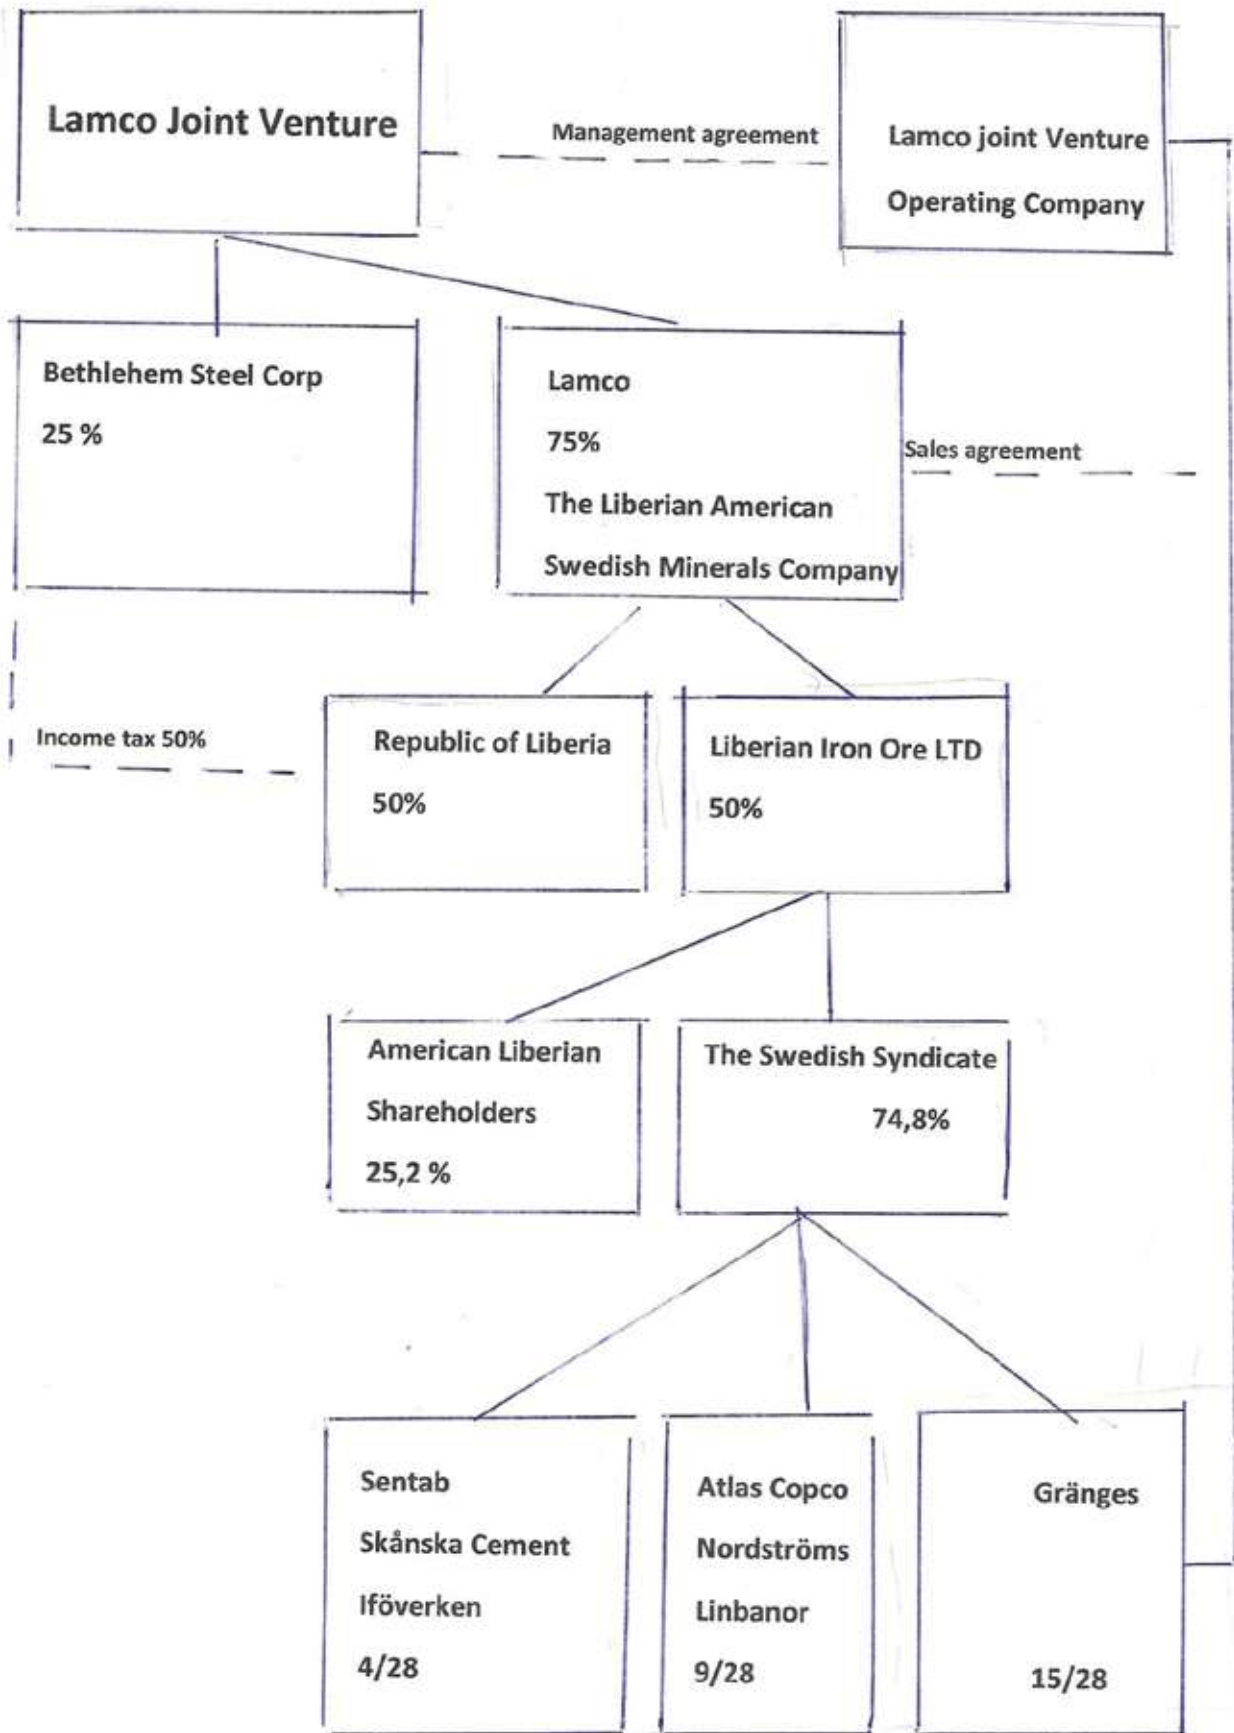 Lamco Joint Venture
Management agreement
Lamco joint Venture
Operating Company
Bethlehem Steel Corp
25 %
Lamco
75%
The Liberian American
Swedish Minerals Company
Sales agreement
Income tax 50%
Republic of Liberia
50%
Liberian Iron Ore LTD
50%
American Liberian
Shareholders
25,2 %
The Swedish Syndicate
74,8%
Sentab
Skånska Cement
Iföverken
4/28
Atlas Copco
Nordströms
Linbanor
9/28
Gränges
15/28